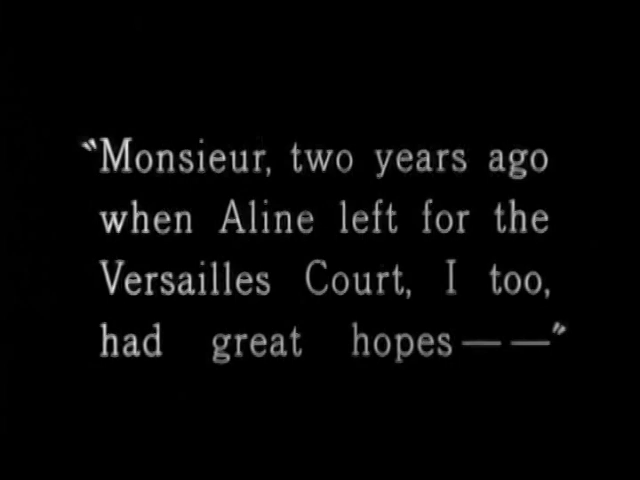 "Monsieur, two years ago
when Aline left for the
Versailles Court, I too,
had great hopes — —"